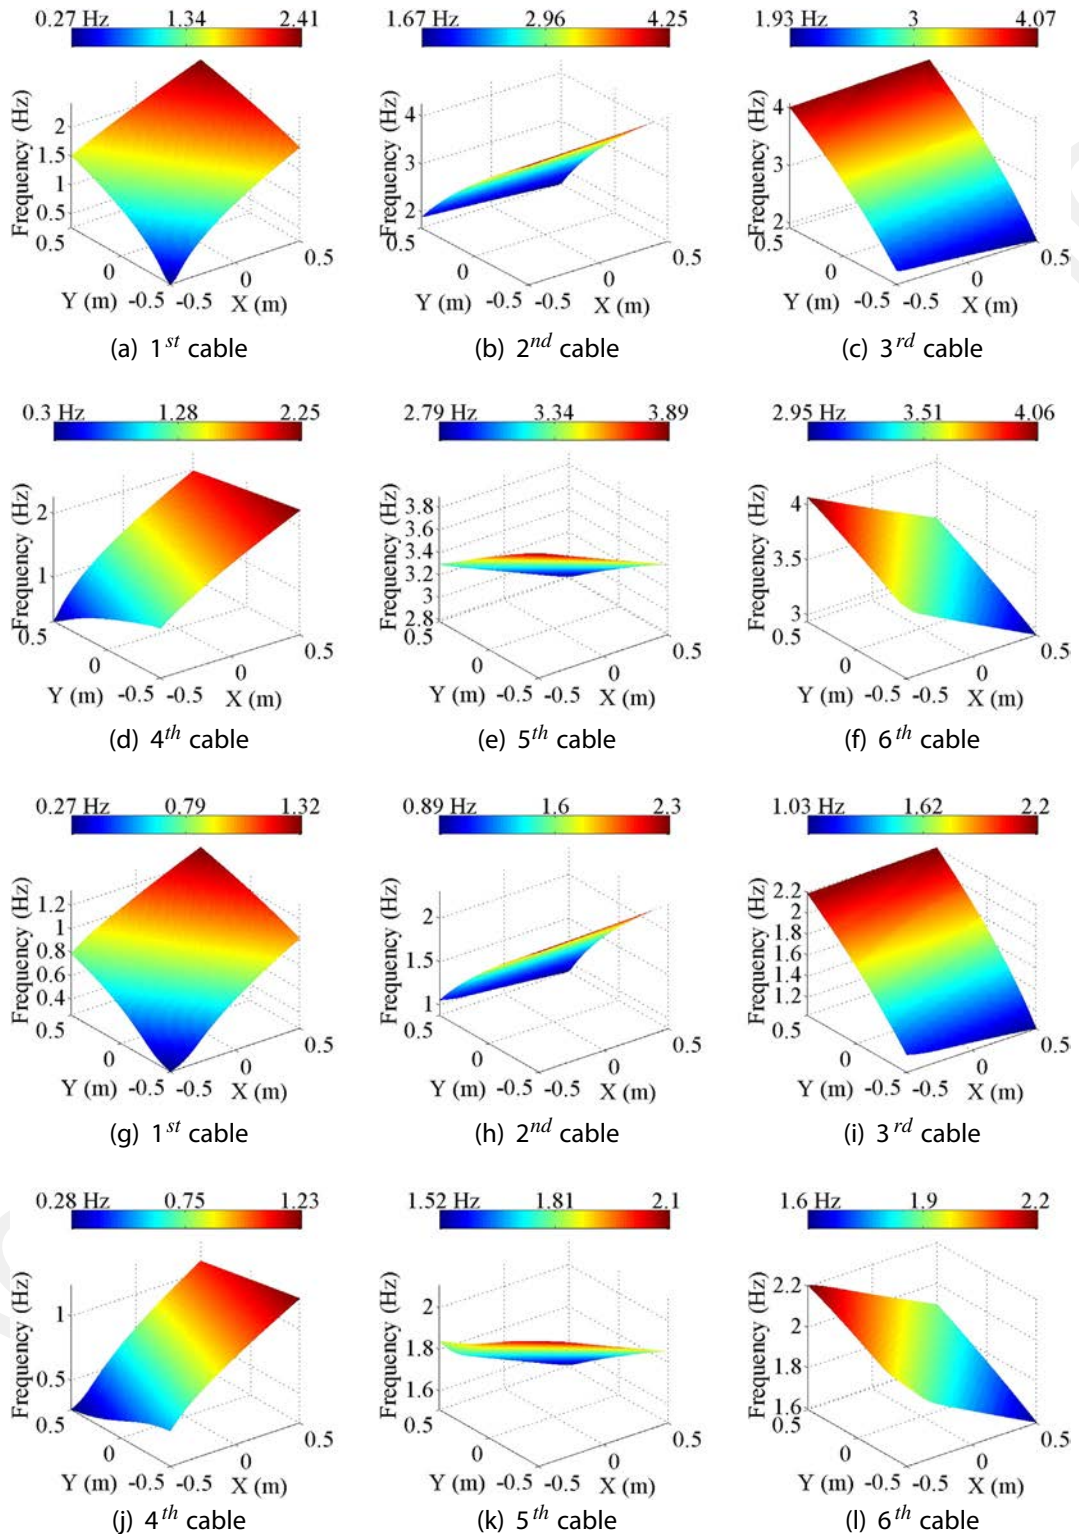 0.27 Hz 1.34 2.41
1.67 Hz 2.96 4.25
1.93 Hz 3 4.07
Frequency (Hz)
2
1.5
1
0.5
0.5
0
Y (m) -0.5 -0.5 X (m)
0
0.5
(a) 1st cable
Frequency (Hz)
4
3
2
0.5
0
Y (m) -0.5 -0.5 X (m)
0
0.5
(b) 2nd cable
Frequency (Hz)
4
3
2
0.5
0
Y (m) -0.5 -0.5 X (m)
0
0.5
(c) 3rd cable
0.3 Hz 1.28 2.25
2.79 Hz 3.34 3.89
2.95 Hz 3.51 4.06
Frequency (Hz)
2
1
0.5
0
Y (m) -0.5 -0.5 X (m)
0
0.5
(d) 4th cable
Frequency (Hz)
3.8
3.6
3.4
3.2
3
2.8
0.5
0
Y (m) -0.5 -0.5 X (m)
0
0.5
(e) 5th cable
Frequency (Hz)
4
3.5
3
0.5
0
Y (m) -0.5 -0.5 X (m)
0
0.5
(f) 6th cable
0.27 Hz 0.79 1.32
0.89 Hz 1.6 2.3
1.03 Hz 1.62 2.2
Frequency (Hz)
1.2
1
0.8
0.6
0.4
0.5
0
Y (m) -0.5 -0.5 X (m)
0
0.5
(g) 1st cable
Frequency (Hz)
2
1.5
1
0.5
0
Y (m) -0.5 -0.5 X (m)
0
0.5
(h) 2nd cable
Frequency (Hz)
2.2
2
1.8
1.6
1.4
1.2
0.5
0
Y (m) -0.5 -0.5 X (m)
0
0.5
(i) 3rd cable
0.28 Hz 0.75 1.23
1.52 Hz 1.81 2.1
1.6 Hz 1.9 2.2
Frequency (Hz)
1
0.5
0.5
0
Y (m) -0.5 -0.5 X (m)
0
0.5
(j) 4th cable
Frequency (Hz)
2
1.8
1.6
0.5
0
Y (m) -0.5 -0.5 X (m)
0
0.5
(k) 5th cable
Frequency (Hz)
2.2
2
1.8
1.6
0.5
0
Y (m) -0.5 -0.5 X (m)
0
0.5
(l) 6th cable